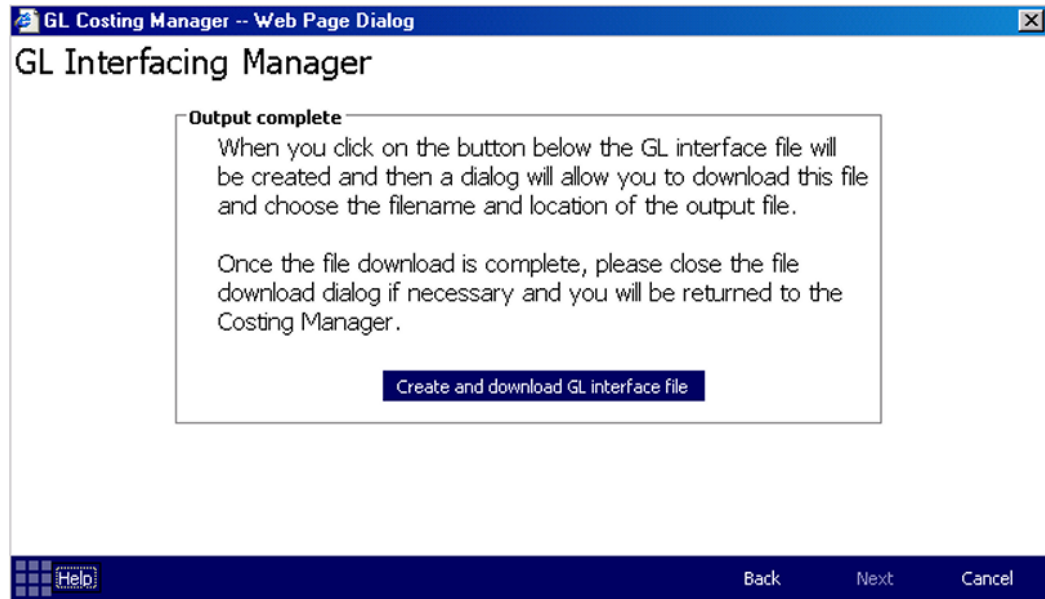 GL Costing Manager -- Web Page Dialog
GL Interfacing Manager
Output complete
When you click on the button below the GL interface file will
be created and then a dialog will allow you to download this file
and choose the filename and location of the output file.
Once the file download is complete, please close the file
download dialog if necessary and you will be returned to the
Costing Manager.
Create and download GL interface file
Help Back Next Cancel